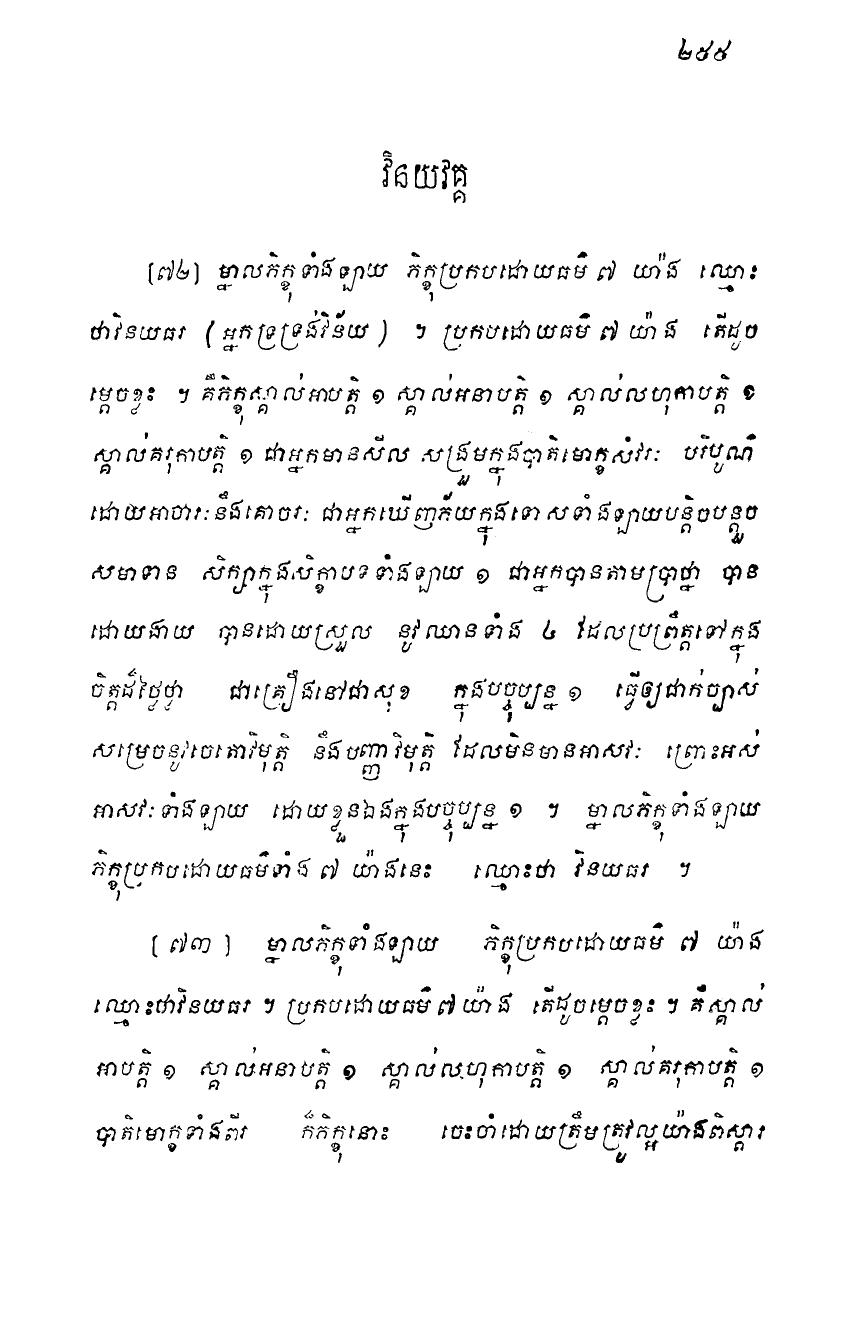 ២៥៥
វិនយវគ្គ
[៧២] ម្នាលភិក្ខុទាំងឡាយ ភិក្ខុប្រកបដោយធម៌ ៧ យ៉ាង ឈ្មោះ
ថាវិនយធរ (អ្នកទ្រទ្រង់វិន័យ) ។ ប្រកបដោយធម៌ ៧ យ៉ាង តើដូច
ម្តេចខ្លះ ។ គឺភិក្ខុស្គាល់អាបត្តិ ១ ស្គាល់អនាបត្តិ ១ ស្គាល់លហុកាបត្តិ ១
ស្គាល់គរុកាបត្តិ ១ ជាអ្នកមានសីល សង្រួមក្នុងបាតិមោក្ខសំវរៈ បរិបូណ៌
ដោយអាចារៈនឹងគោចរៈ ជាអ្នកឃើញភ័យក្នុងទោសទាំងឡាយបន្តិចបន្តួច
សមាទាន សិក្សាក្នុងសិក្ខាបទទាំងឡាយ ១ ជាអ្នកបានតាមប្រាថ្នា បាន
ដោយងាយ បានដោយស្រួល នូវឈានទាំង ៤ ដែលប្រព្រឹត្តទៅក្នុង
ចិត្តដ៏ថ្លៃថ្លា ជាគ្រឿងនៅជាសុខ ក្នុងបច្ចុប្បន្ន ១ ធ្វើឲ្យជាក់ច្បាស់
សម្រេចនូវចេតោវិមុត្តិ នឹងបញ្ញាវិមុត្តិ ដែលមិនមានអាសវៈ ព្រោះអស់
អាសវៈទាំងឡាយ ដោយខ្លួនឯងក្នុងបច្ចុប្បន្ន ១ ។ ម្នាលភិក្ខុទាំងឡាយ
ភិក្ខុប្រកបដោយធម៌ទាំង ៧ យ៉ាងនេះ ឈ្មោះថា វិនយធរ ។
[៧៣] ម្នាលភិក្ខុទាំងឡាយ ភិក្ខុប្រកបដោយធម៌ ៧ យ៉ាង
ឈ្មោះថាវិនយធរ ។ ប្រកបដោយធម៌ ៧ យ៉ាង តើដូចម្តេចខ្លះ ។ គឺស្គាល់
អាបត្តិ ១ ស្គាល់អនាបត្តិ ១ ស្គាល់លហុកាបត្តិ ១ ស្គាល់គរុកាបត្តិ ១
បាតិមោក្ខទាំងពីរ ក៏ភិក្ខុនោះ ចេះចាំដោយត្រឹមត្រូវល្អយ៉ាងពិស្តារ